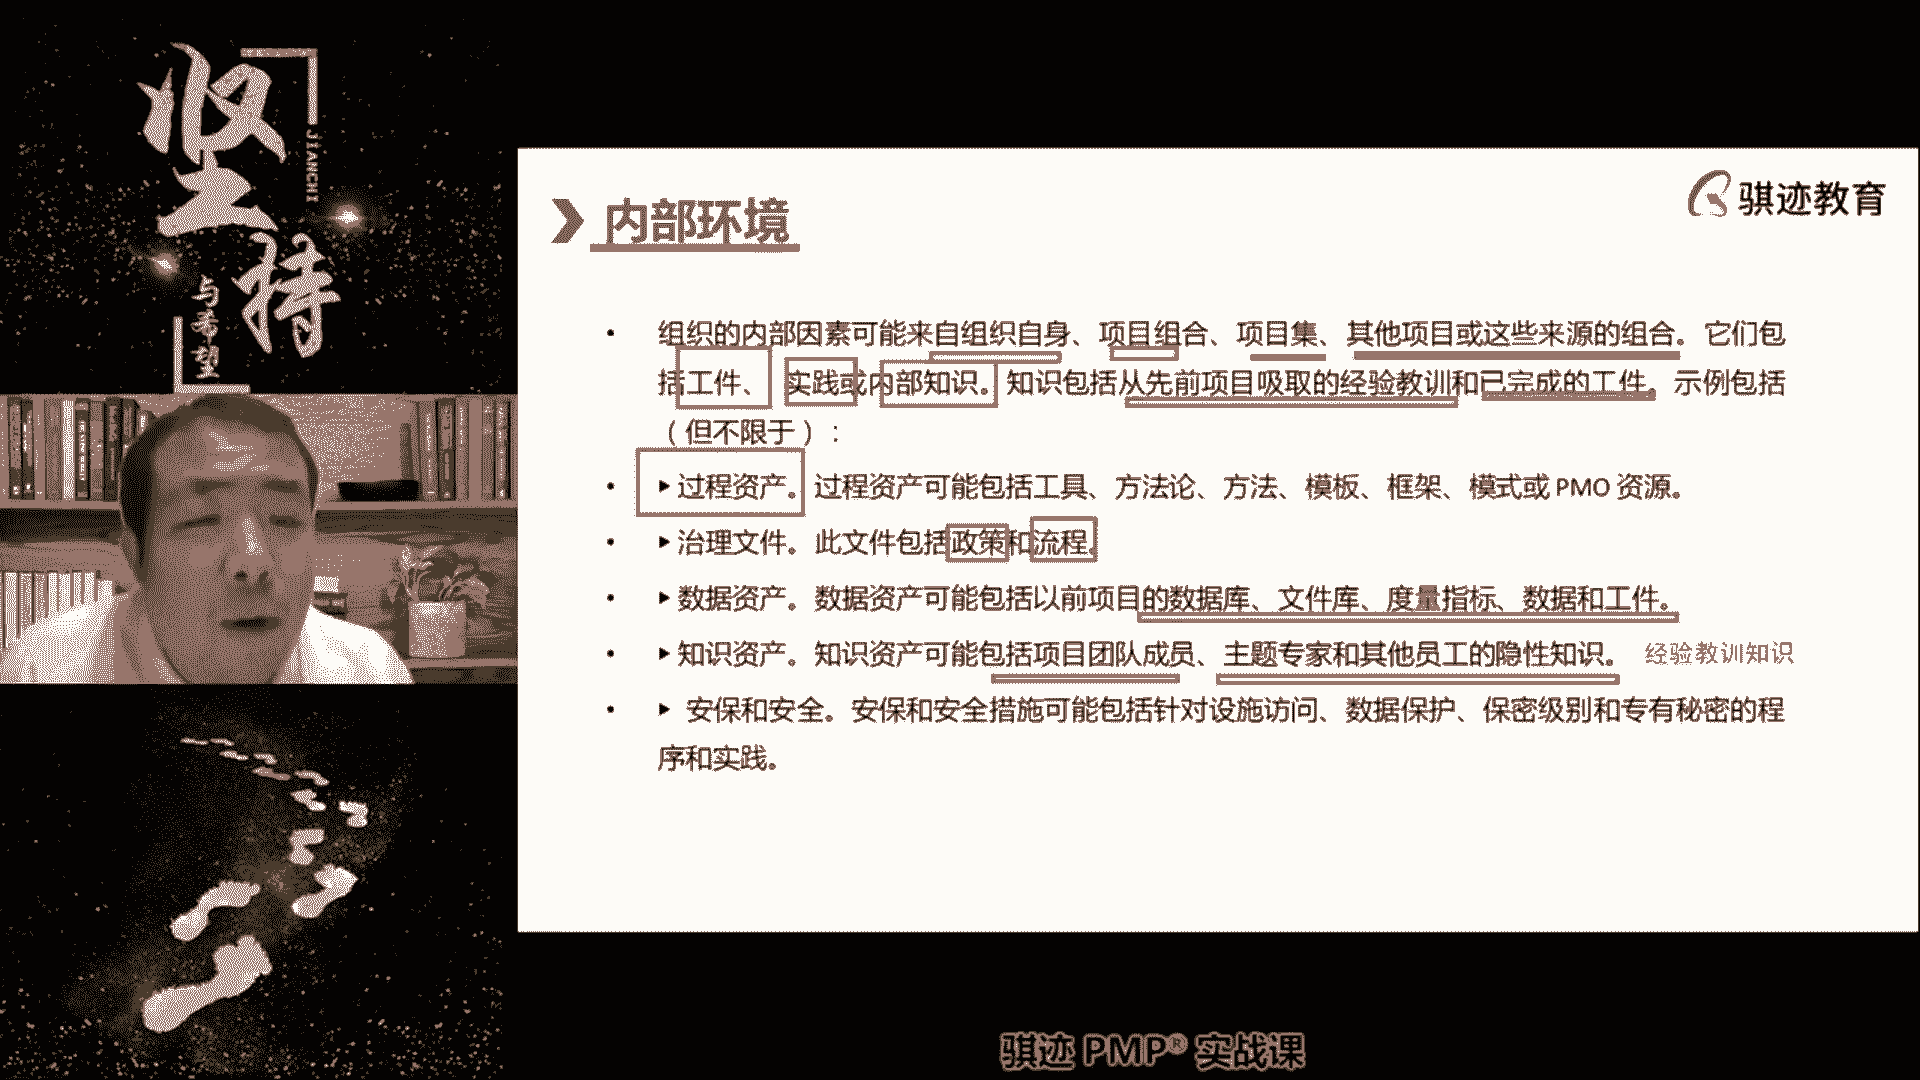 坚持
JIANCHI
与希望
骐迹教育
内部环境
• 组织的内部因素可能来自组织自身、项目组合、项目集、其他项目或这些来源的组合。它们包
括工件、实践或内部知识。知识包括从先前项目吸取的经验教训和已完成的工件。示例包括
（但不限于）：
• ▶过程资产。过程资产可能包括工具、方法论、方法、模板、框架、模式或 PMO 资源。
• ▶治理文件。此文件包括政策和流程。
• ▶数据资产。数据资产可能包括以前项目的数据库、文件库、度量指标、数据和工件。
• ▶知识资产。知识资产可能包括项目团队成员、主题专家和其他员工的隐性知识。 经验教训知识
• ▶ 安保和安全。安保和安全措施可能包括针对设施访问、数据保护、保密级别和专有秘密的程
序和实践。
骐迹 PMP® 实战课